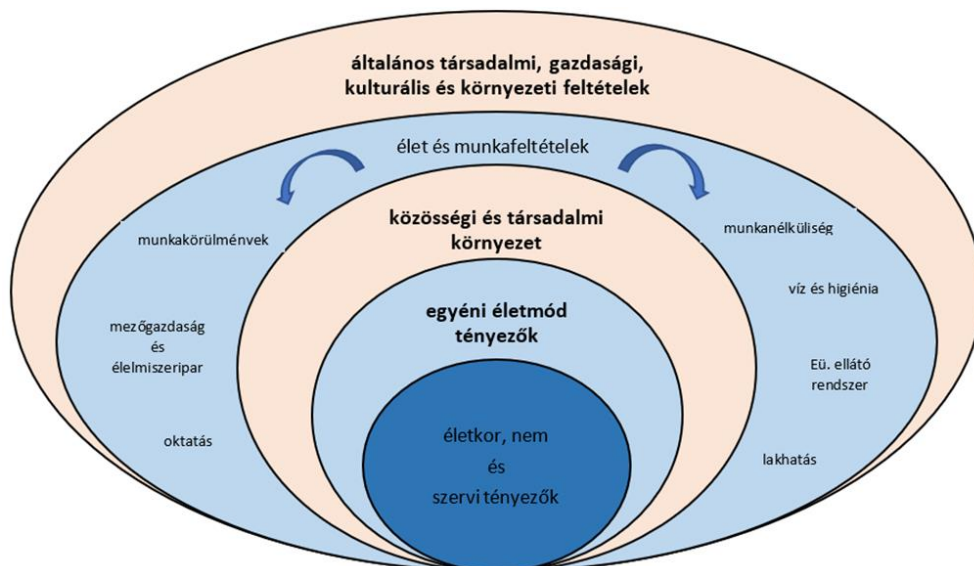 általános társadalmi, gazdasági,
kulturális és környezeti feltételek
élet és munkafeltételek
közösségi és társadalmi
környezet
egyéni életmód
tényezők
életkor, nem
és
szervi tényezők
munkakörülménvek
mezőgazdaság
és
élelmiszeripar
oktatás
munkanélküliség
víz és higiénia
Eü. ellátó
rendszer
lakhatás